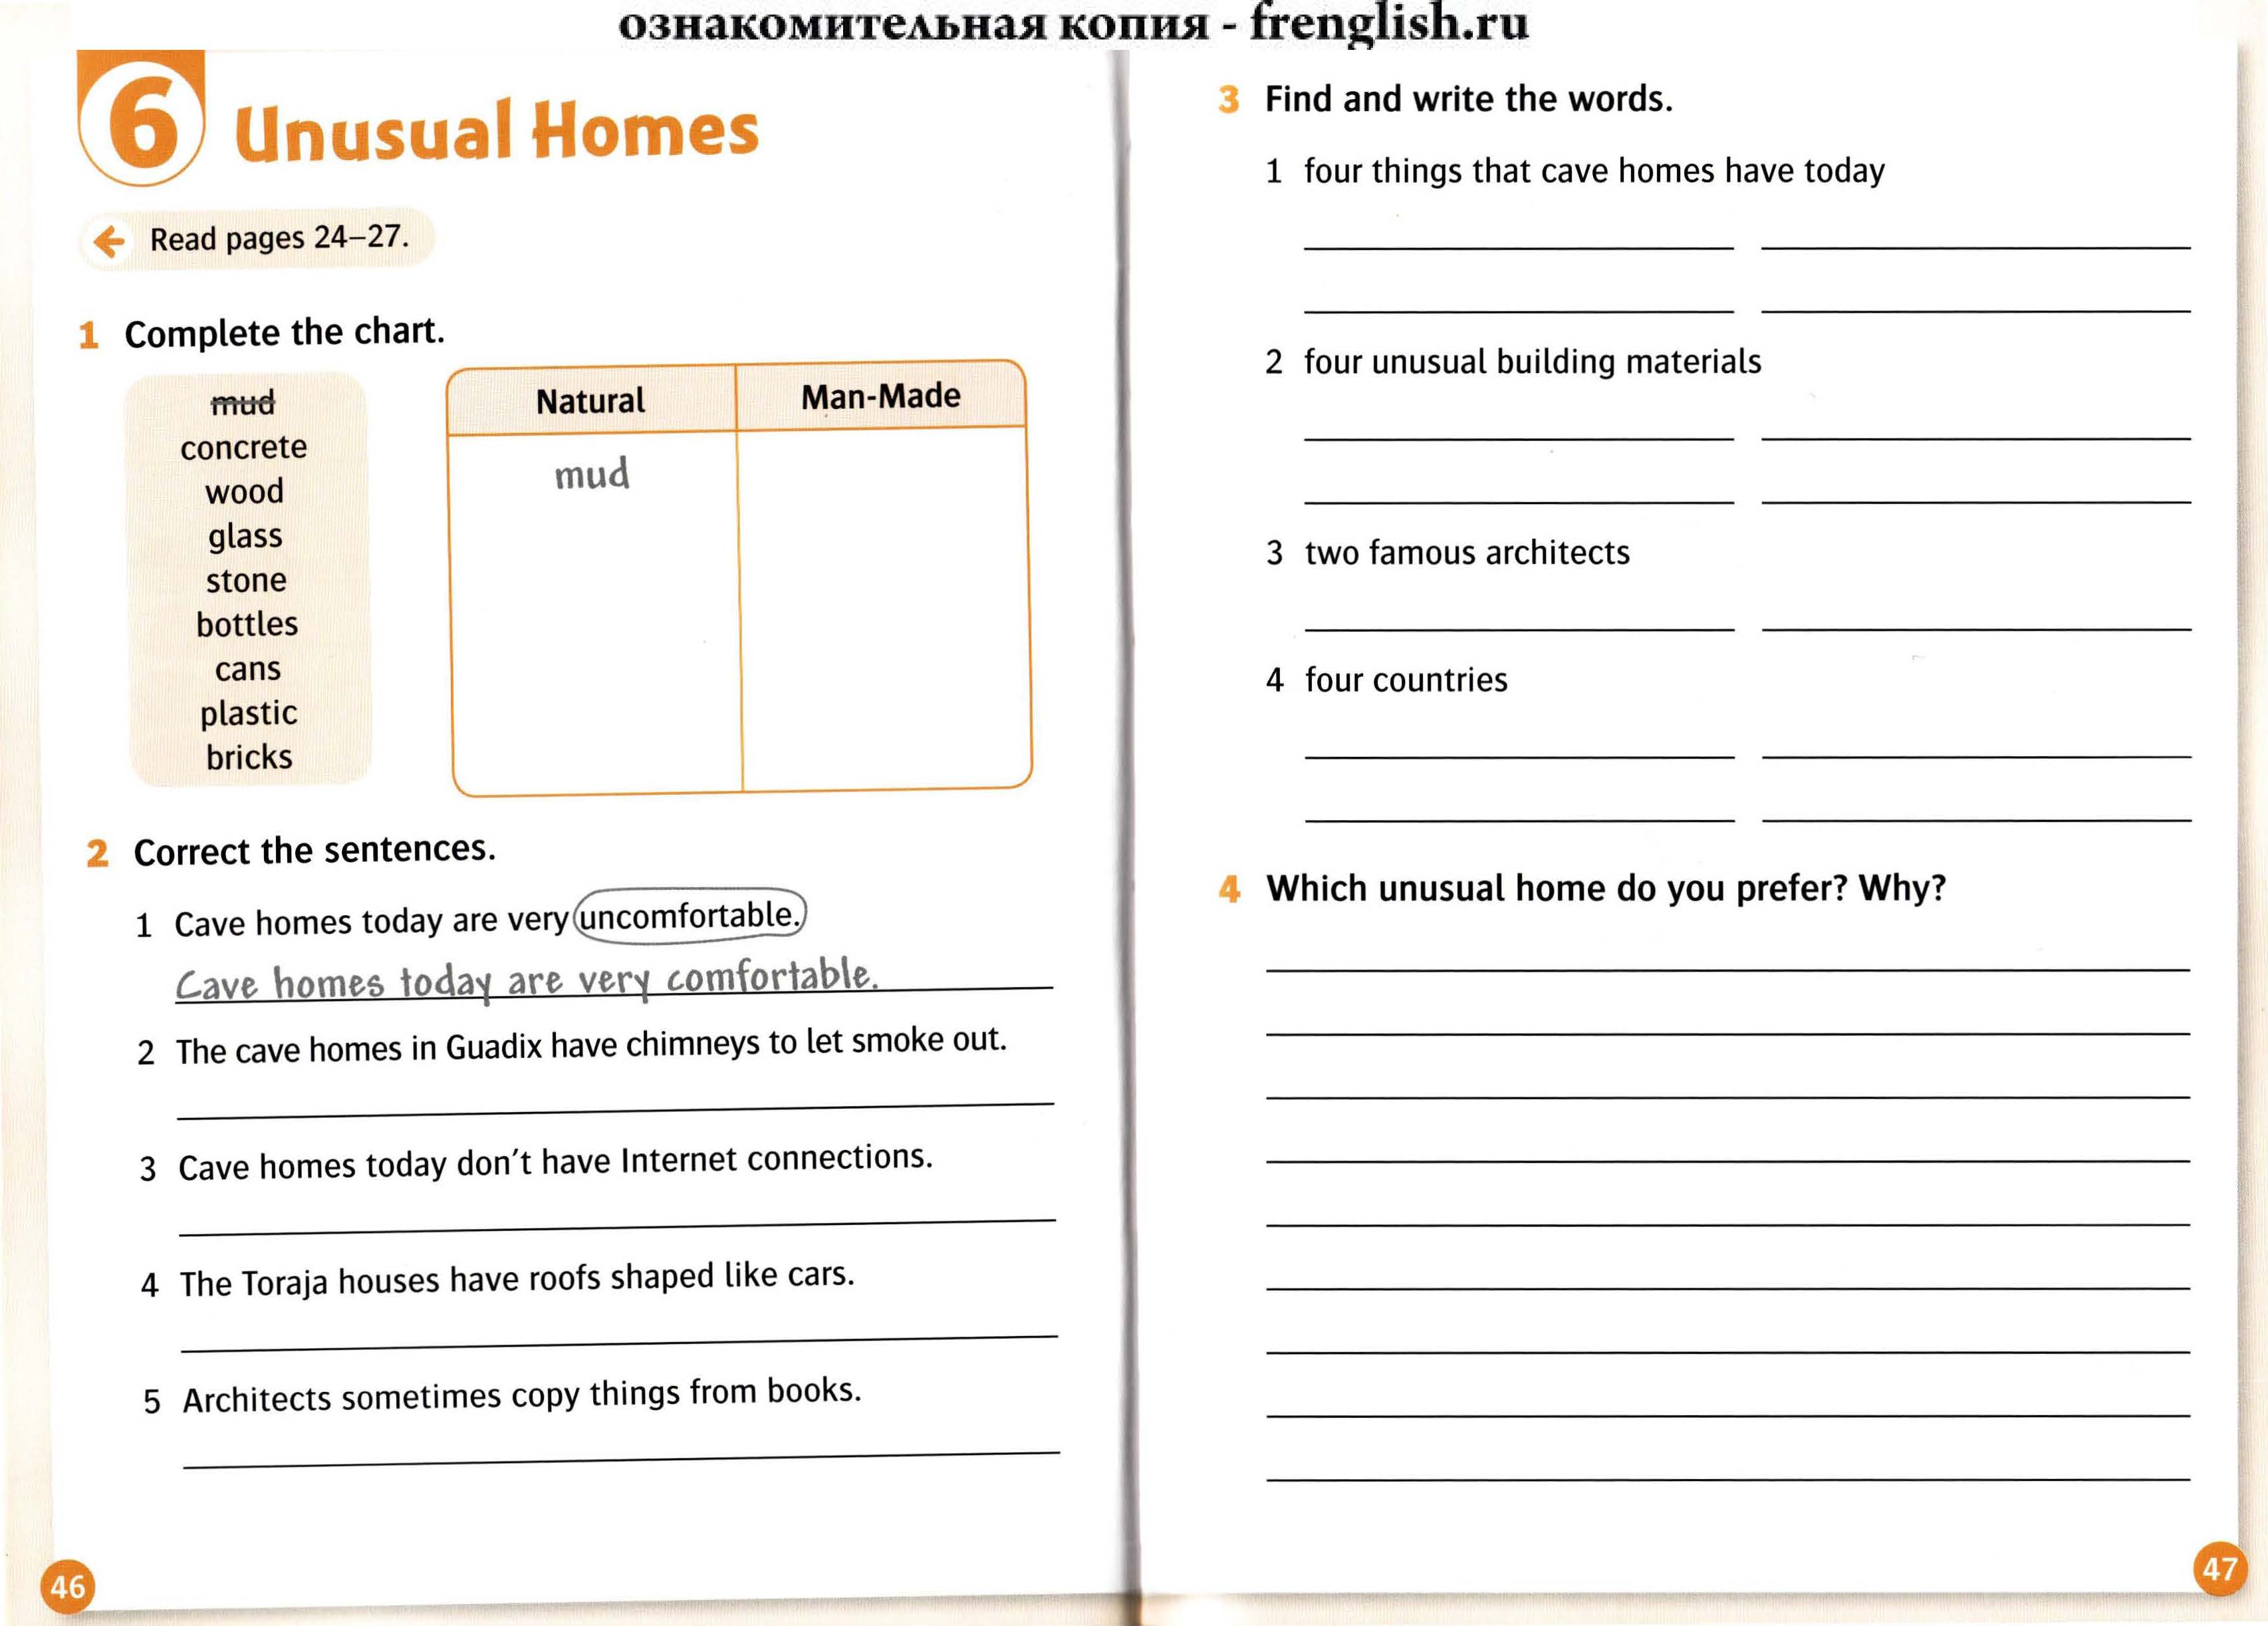 ознакомительная копия - frenglish.ru
6 Unusual Homes
Read pages 24–27.
1 Complete the chart.
mud
concrete
wood
glass
stone
bottles
cans
plastic
bricks
Natural Man-Made
mud
2 Correct the sentences.
1 Cave homes today are very uncomfortable.
Cave homes today are very comfortable.
2 The cave homes in Guadix have chimneys to let smoke out.
3 Cave homes today don't have Internet connections.
4 The Toraja houses have roofs shaped like cars.
5 Architects sometimes copy things from books.
46
3 Find and write the words.
1 four things that cave homes have today
2 four unusual building materials
3 two famous architects
4 four countries
4 Which unusual home do you prefer? Why?
47